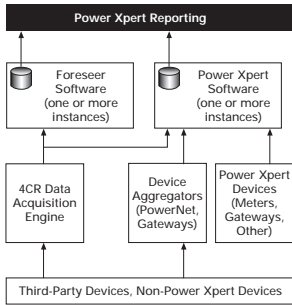 Power Xpert Reporting
Foreseer
Software
(one or more
instances)
Power Xpert
Software
(one or more
instances)
4CR Data
Acquisition
Engine
Device
Aggregators
(PowerNet,
Gateways)
Power Xpert
Devices
(Meters,
Gateways,
Other)
Third-Party Devices, Non-Power Xpert Devices